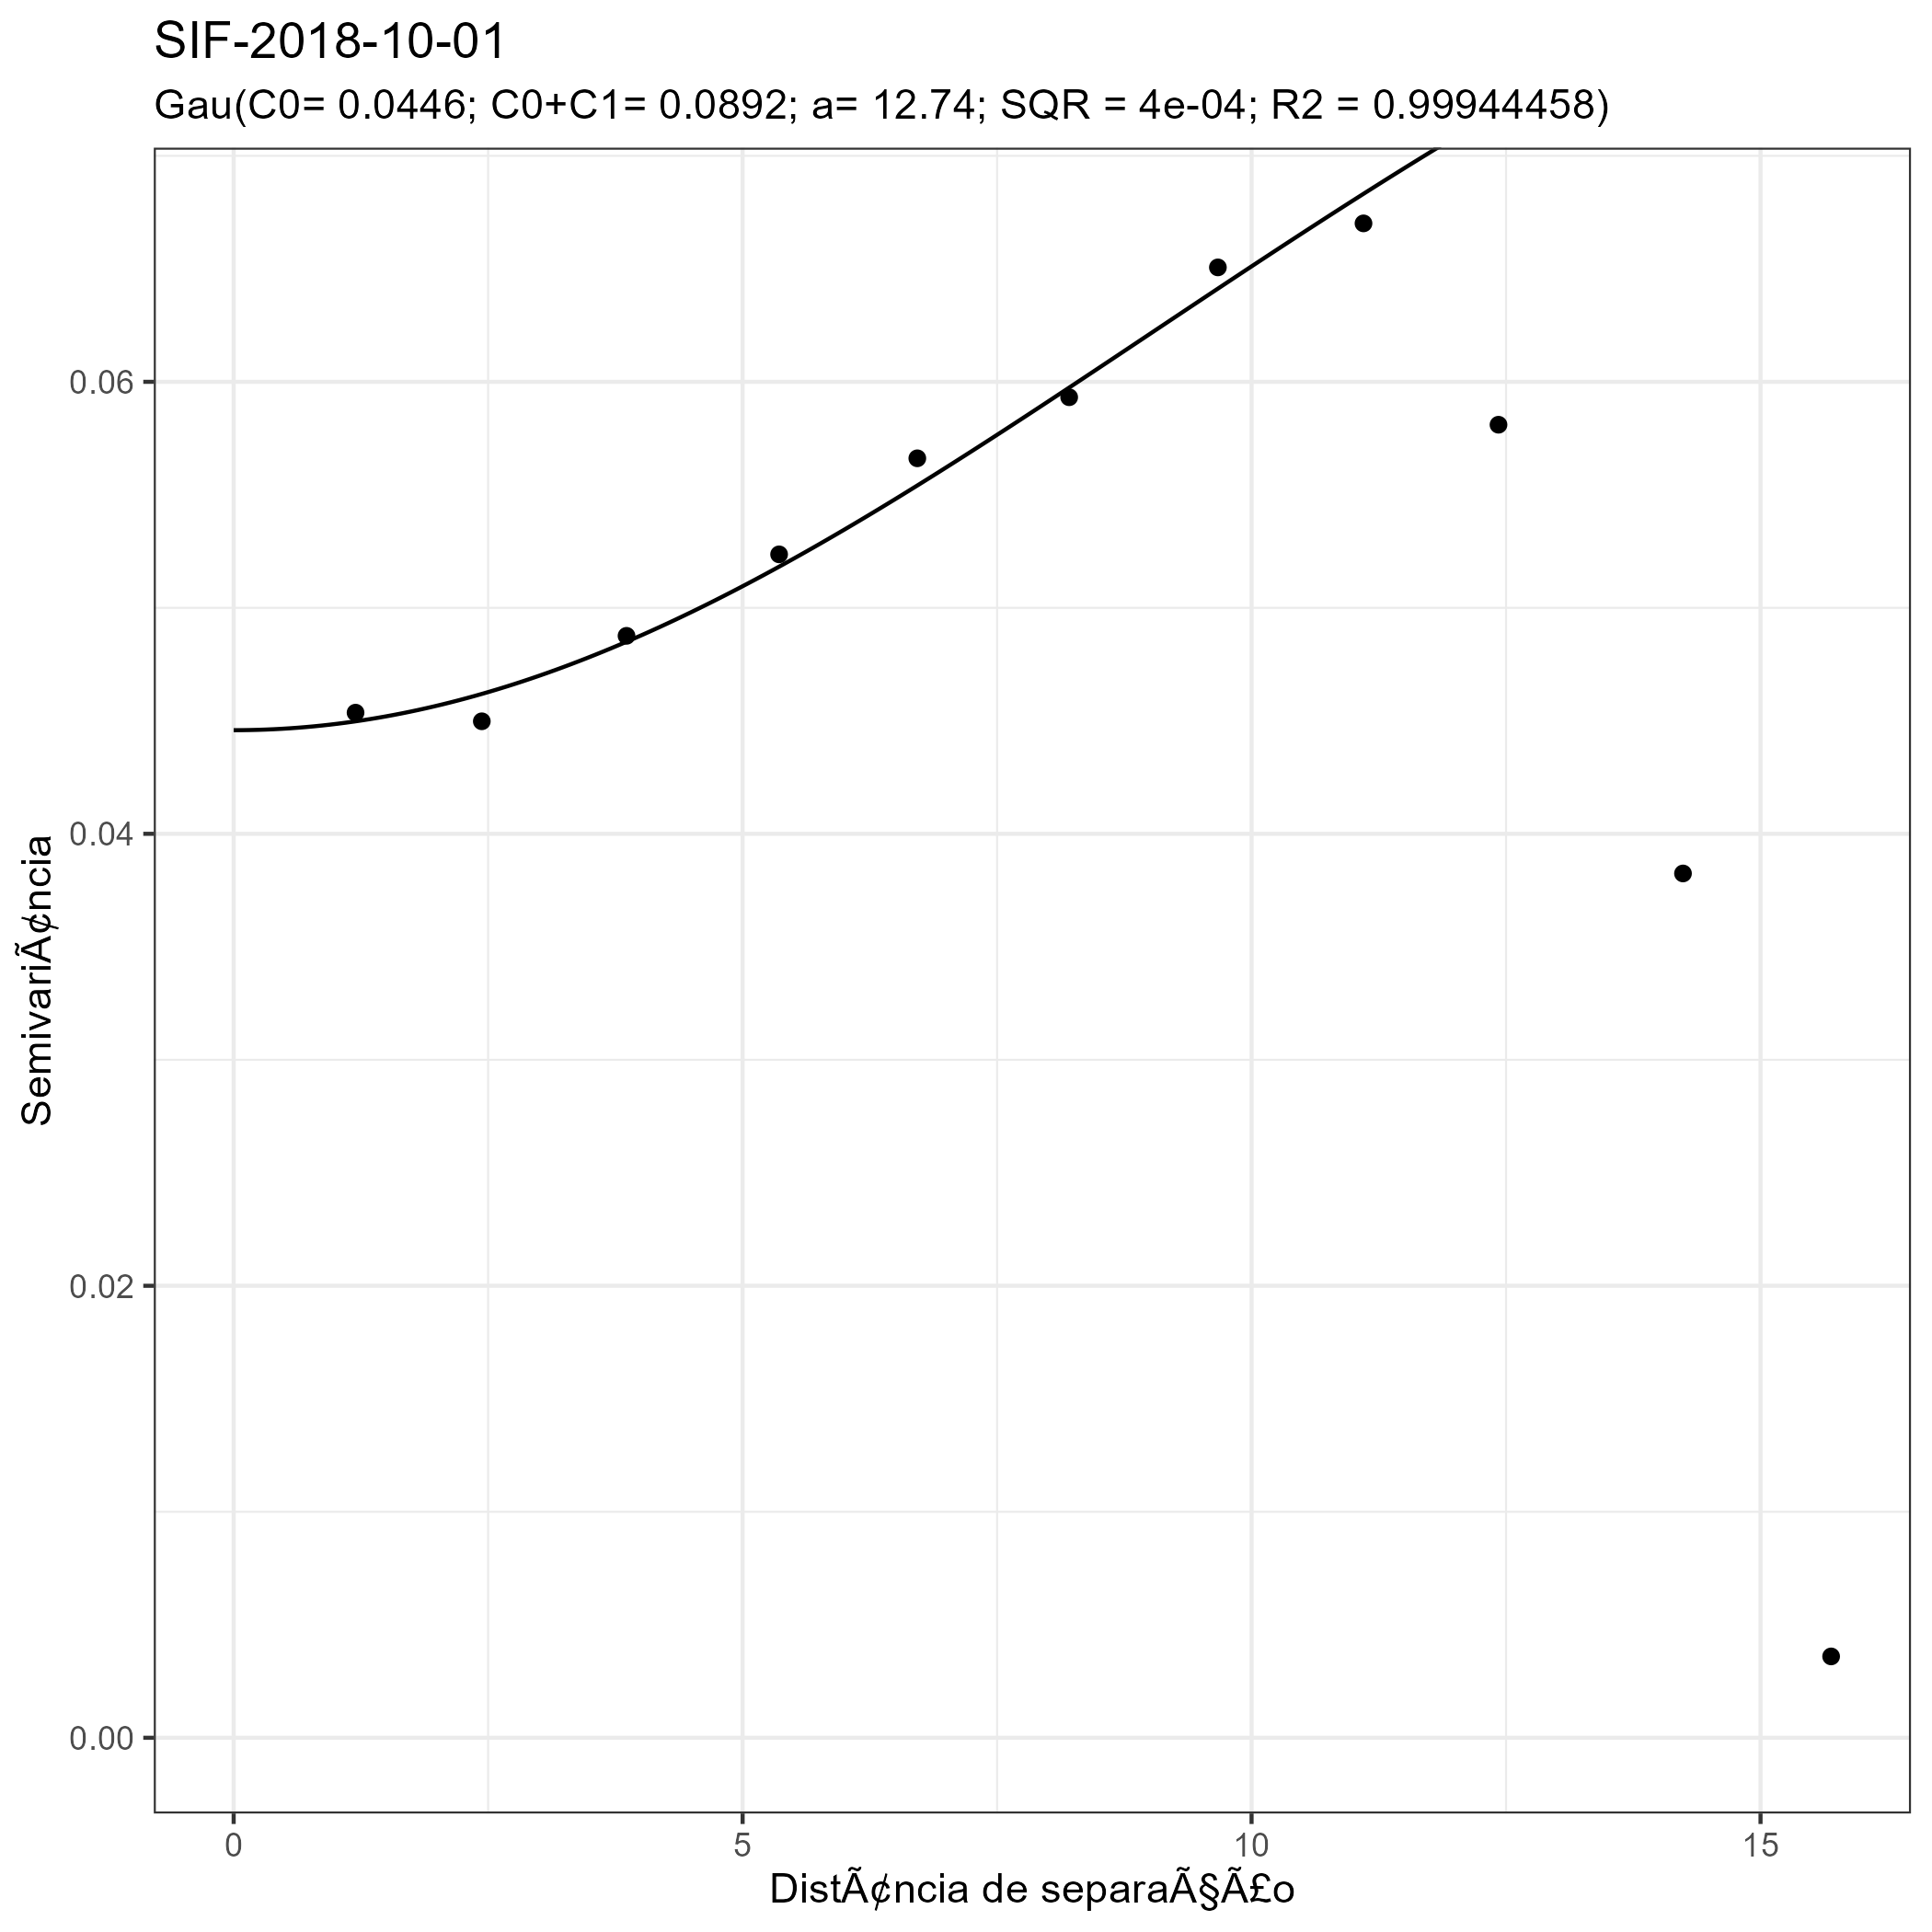 SIF-2018-10-01
Gau(C0= 0.0446; C0+C1= 0.0892; a= 12.74; SQR = 4e-04; R2 = 0.99944458)
0.06
0.04
0.02
0.00
SemivariÃ¢ncia
0
5
10
15
DistÃ¢ncia de separaÃ§Ã£o